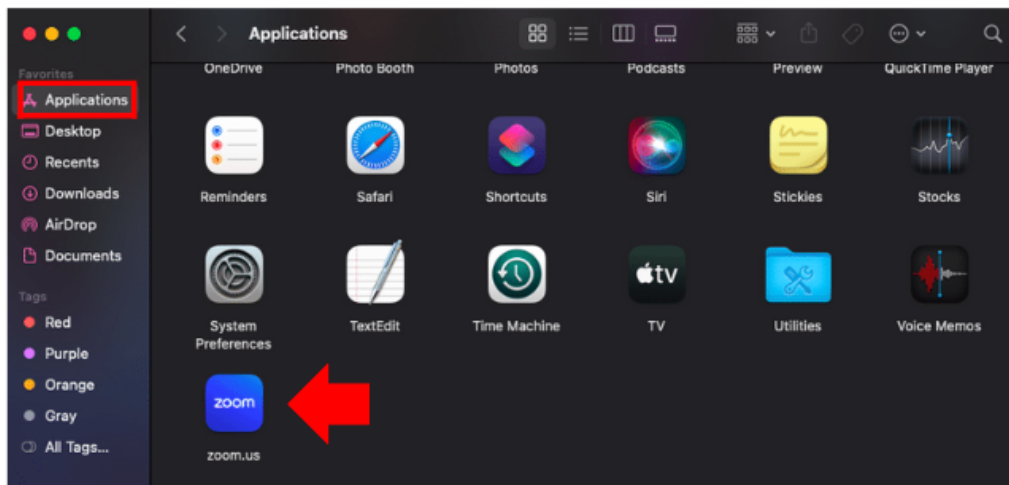 Applications
Favorites
Applications
Desktop
Recents
Downloads
AirDrop
Documents
Tags
Red
Purple
Orange
Gray
All Tags...
OneDrive Photo Booth Photos Podcasts Preview QuickTime Player
Reminders Safari Shortcuts Siri Stickies Stocks
tv
System Preferences TextEdit Time Machine TV Utilities Voice Memos
zoom
zoom.us